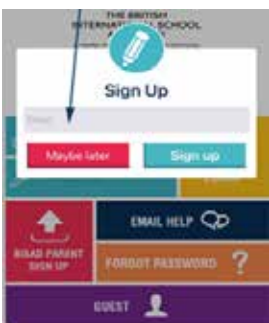 THE BRITISH
INTERNATIONAL SCHOOL
Sign Up
Email
Maybe later
Sign up
EMAIL HELP
ROAD PARENT
SIGN UP
FORGOT PASSWORD
GUEST